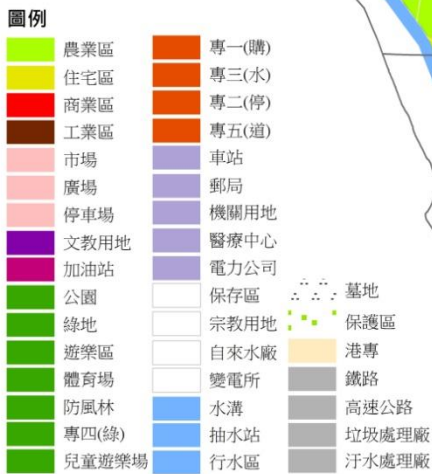 圖例
農業區
住宅區
商業區
工業區
市場
廣場
停車場
文教用地
加油站
公園
綠地
遊樂區
體育場
防風林
專四(綠)
兒童遊樂場
專一(購)
專三(水)
專二(停)
專五(道)
車站
郵局
機關用地
醫療中心
電力公司
保存區
宗教用地
自來水廠
變電所
水溝
抽水站
行水區
墓地
保護區
港專
鐵路
高速公路
垃圾處理廠
汙水處理廠